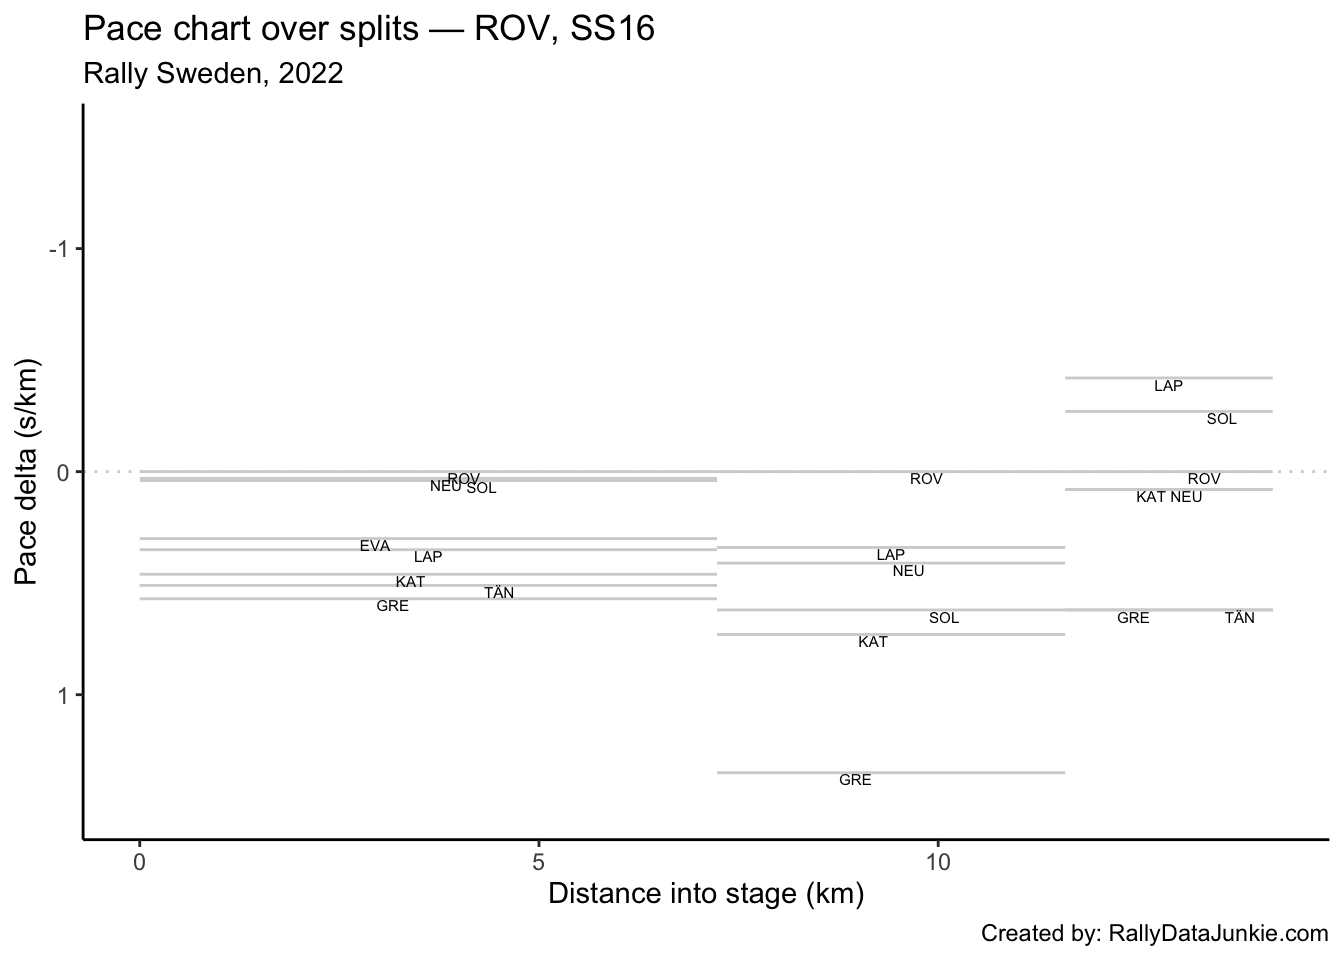 Pace chart over splits — ROV, SS16
Rally Sweden, 2022
Pace delta (s/km)
-1
0
1
LAP
SOL
ROV
ROV
ROV
NEU SOL
KAT NEU
EVA
LAP
LAP
NEU
KAT
TÄN
GRE
SOL
GRE
TÄN
KAT
GRE
0
5
10
Distance into stage (km)
Created by: RallyDataJunkie.com